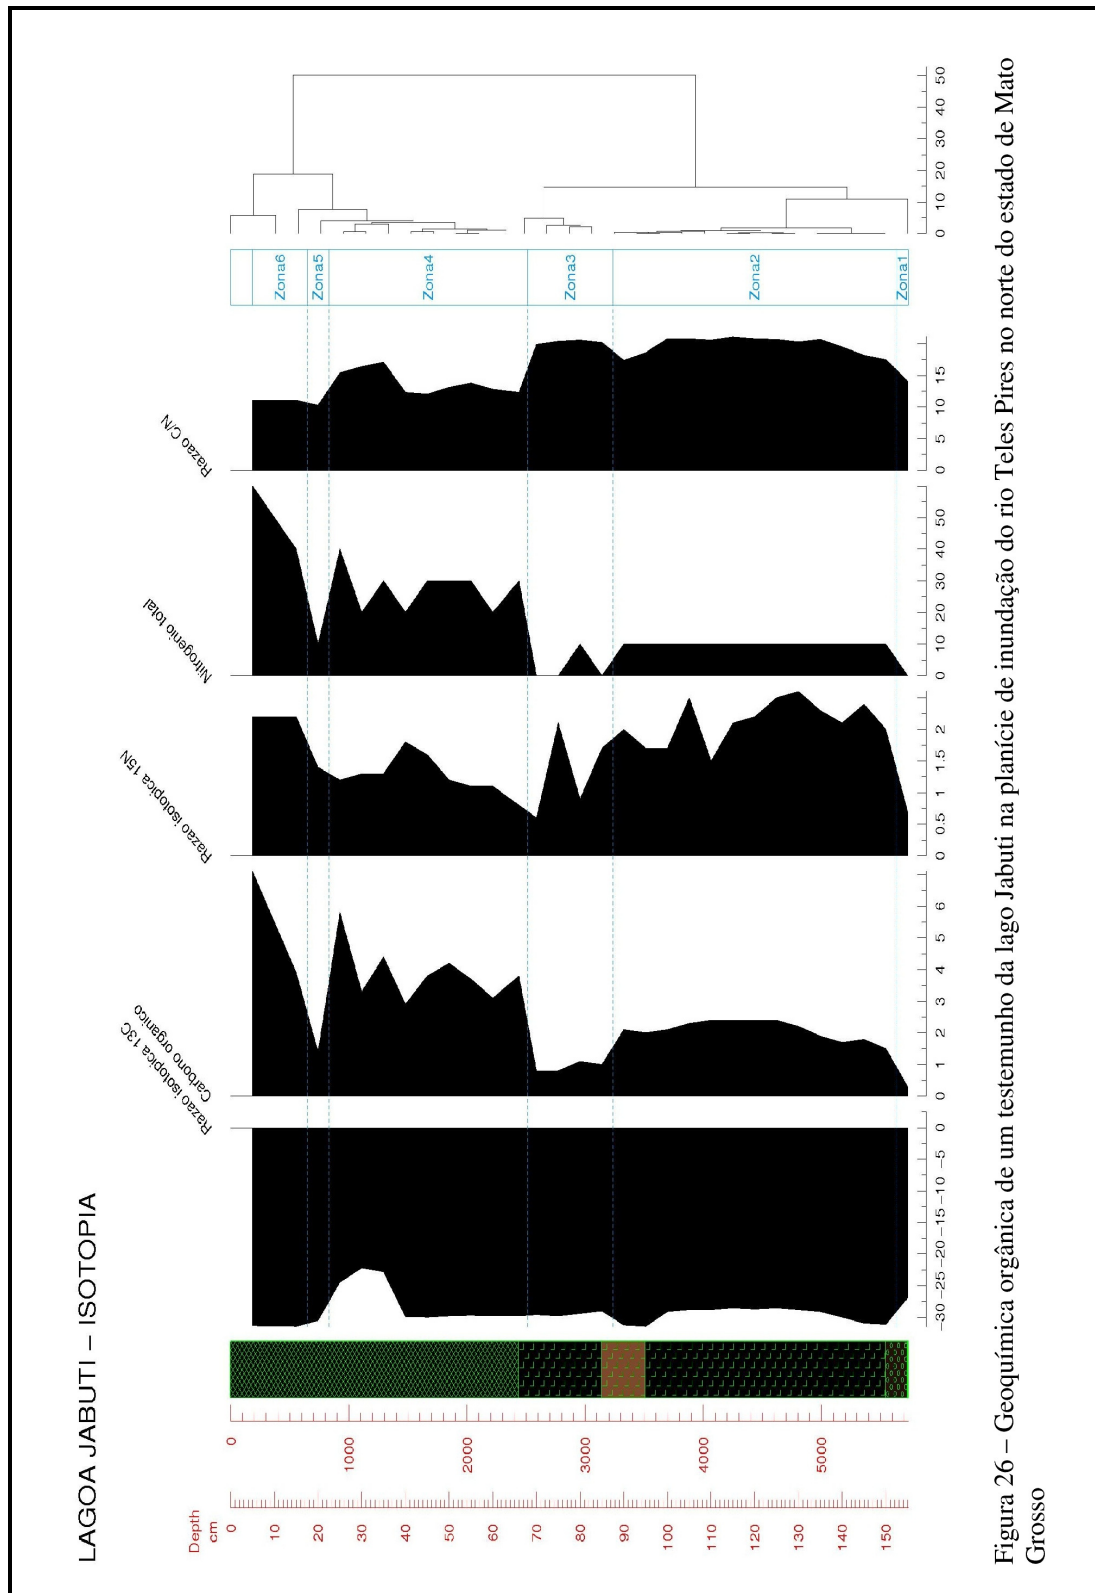 LAGOA JABUTI – ISOTOPIA
Depth
cm
0
10
20
30
40
50
60
70
80
90
100
110
120
130
140
150
0
1000
2000
3000
4000
5000
Razao isotopica 13C
-30 -25 -20 -15 -10 -5 0
Carbono organico
0 1 2 3 4 5 6
Razao isotopica 15N
0 0.5 1 1.5 2
Nitrogenio total
0 10 20 30 40 50
Razao C/N
0 5 10 15
Zona6
Zona5
Zona4
Zona3
Zona2
Zona1
0 10 20 30 40 50
Figura 26 – Geoquímica orgânica de um testemunho da lago Jabuti na planície de inundação do rio Teles Pires no norte do estado de Mato
Grosso